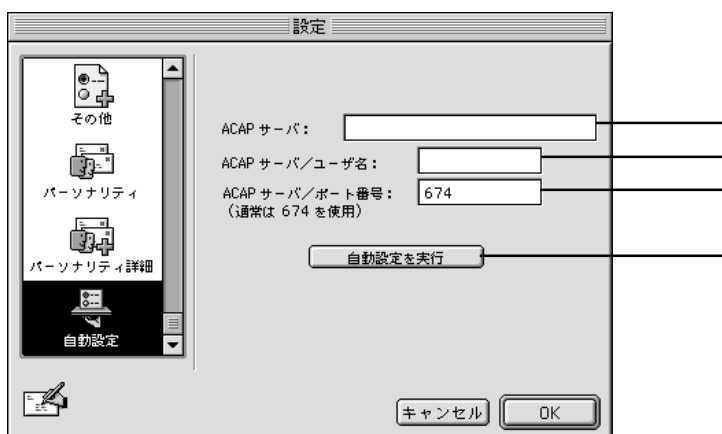 設定
その他
パーソナリティ
パーソナリティ詳細
自動設定
ACAP サーバ：
ACAP サーバ/ユーザ名：
ACAP サーバ/ポート番号： 674
（通常は 674 を使用）
自動設定を実行
キャンセル OK